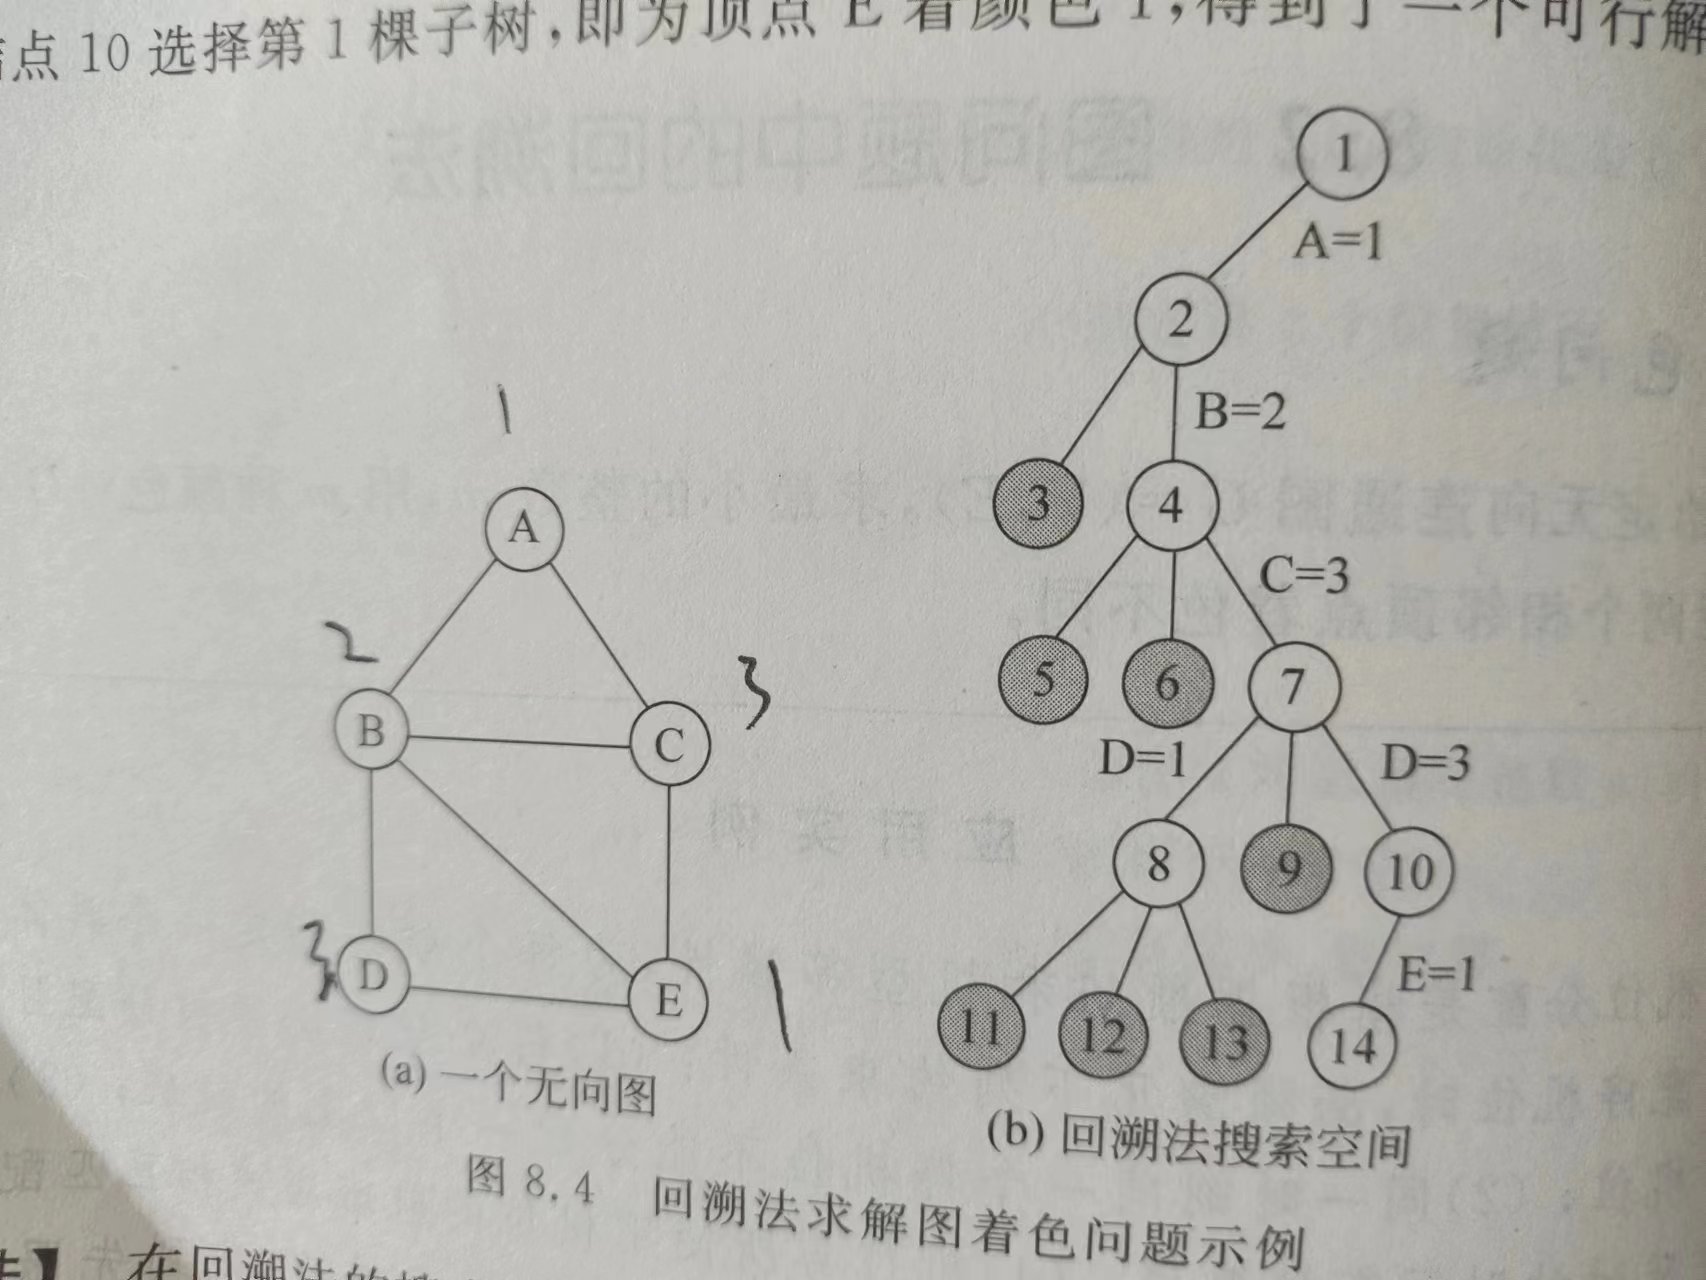 点 10 选择第 1 棵子树,即为顶点 E 着颜色 1,得到了一个可行解
1
A=1
2
B=2
1
3
4
A
C=3
2
3
5
6
7
B
C
D=1
D=3
8
9
10
3
D
E
1
E=1
11
12
13
14
(a) 一个无向图
(b) 回溯法搜索空间
图 8.4 回溯法求解图着色问题示例
】 在回溯法的